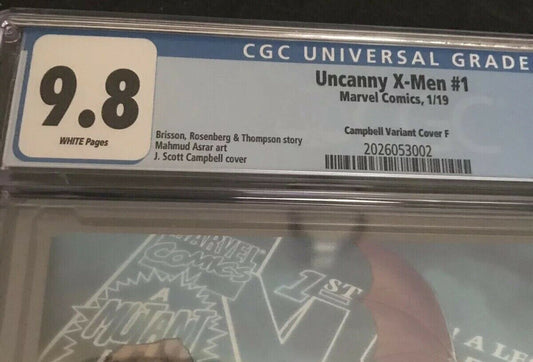 CGC UNIVERSAL GRADE
9.8
WHITE Pages
Uncanny X-Men #1
Marvel Comics, 1/19
Brisson, Rosenberg & Thompson story
Mahmud Asrar art
J. Scott Campbell cover
Campbell Variant Cover F
2026053002
MARVEL
COMICS
1ST
A
MUTANT
! A LE